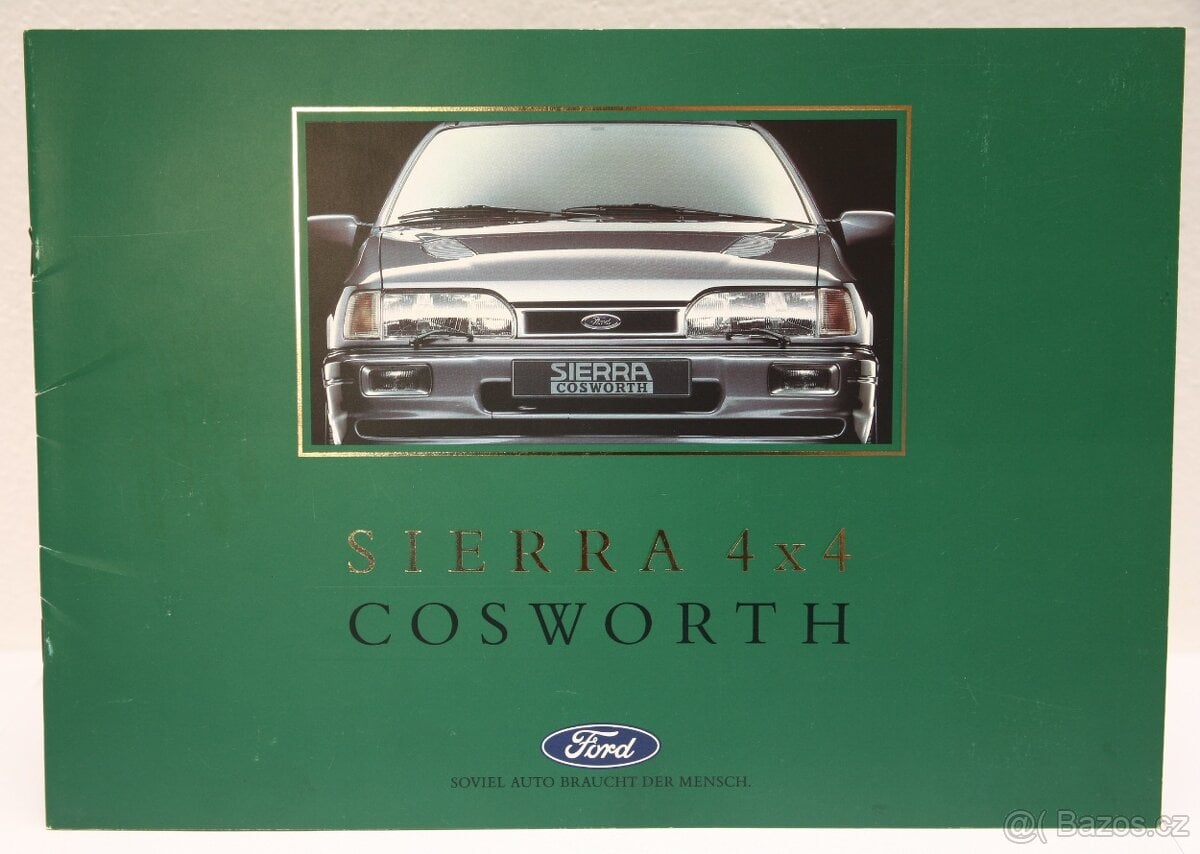 Ford
SIERRA
COSWORTH
SIERRA 4x4
COSWORTH
Ford
SOVIEL AUTO BRAUCHT DER MENSCH.
@( Bazos.cz